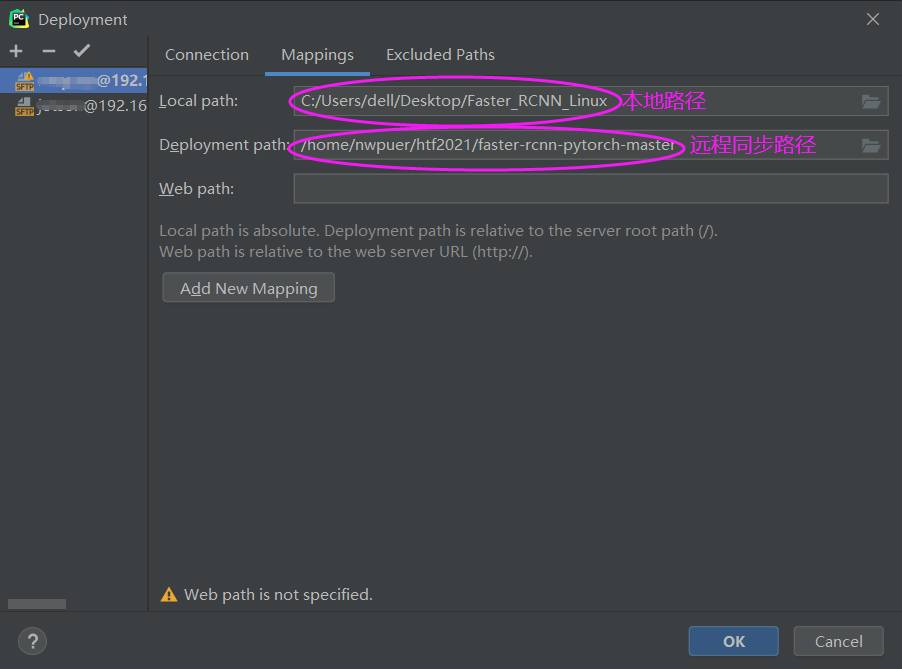 Deployment
Connection Mappings Excluded Paths
@192.1
@192.16
Local path: C:/Users/dell/Desktop/Faster_RCNN_Linux 本地路径
Deployment path: /home/nwpuer/htf2021/faster-rcnn-pytorch-master 远程同步路径
Web path:
Local path is absolute. Deployment path is relative to the server root path (/).
Web path is relative to the web server URL (http://).
Add New Mapping
Web path is not specified.
? OK Cancel